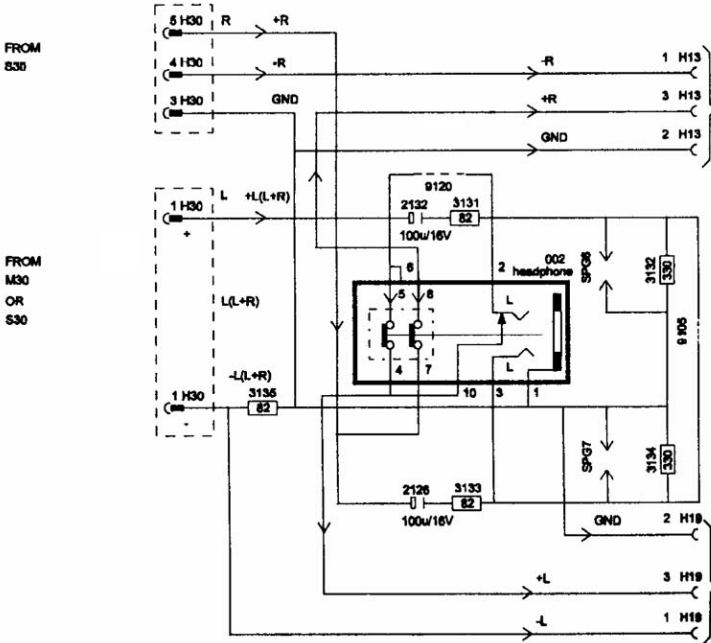 5 H30 R +R
FROM
S30
4 H30 -R
-R 1 H13
3 H30 GND
+R 3 H13
GND 2 H13
9120
1 H30 L +L(L+R)
+
2132 3131
82
100u/16V
FROM
M30
OR
S30
6 2 002
headphone
SPG6
3132
330
5 8
L
L(L+R)
9105
L
4 7
-L(L+R)
3135
82
10 3 1
1 H30
-
SPG7
3134
330
2126 3133
82
100u/16V
GND 2 H19
+L 3 H19
-L 1 H19